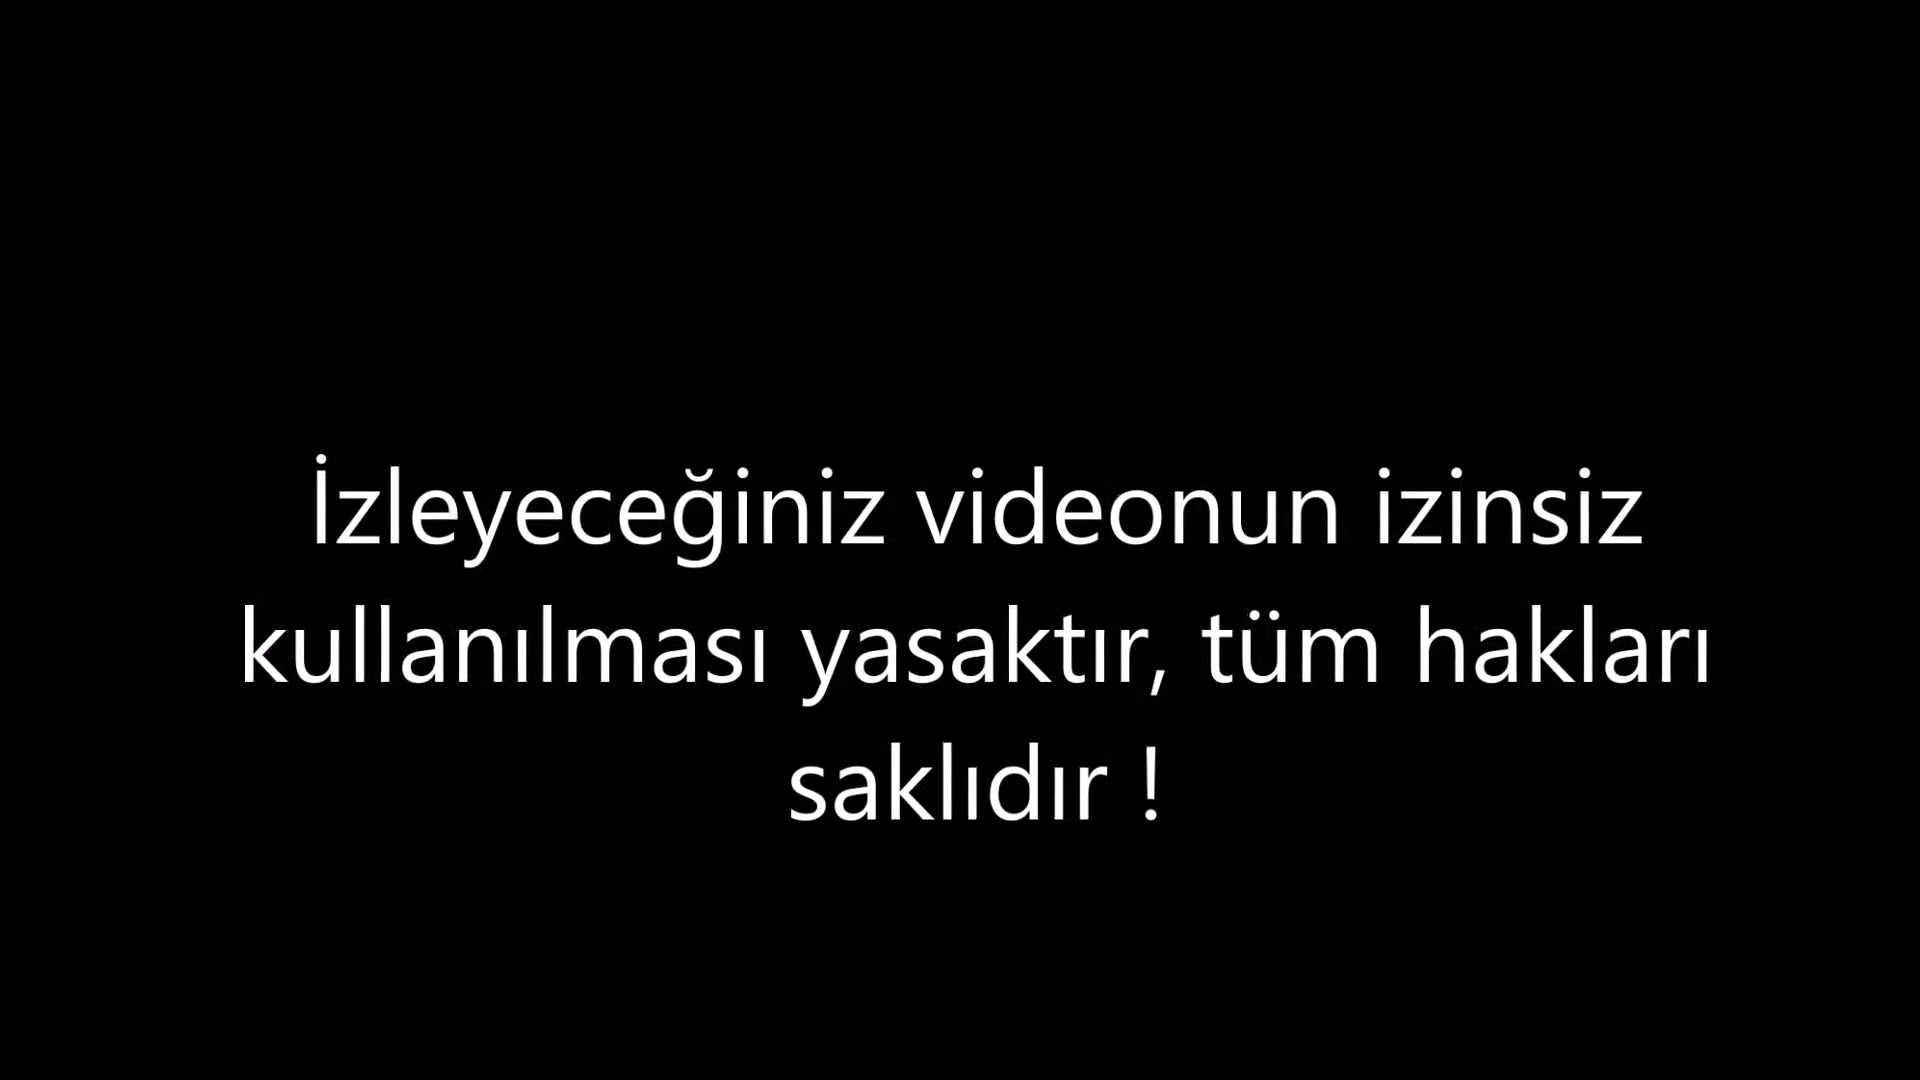 İzleyeceğiniz videonun izinsiz
kullanılması yasaktır, tüm hakları
saklıdır !